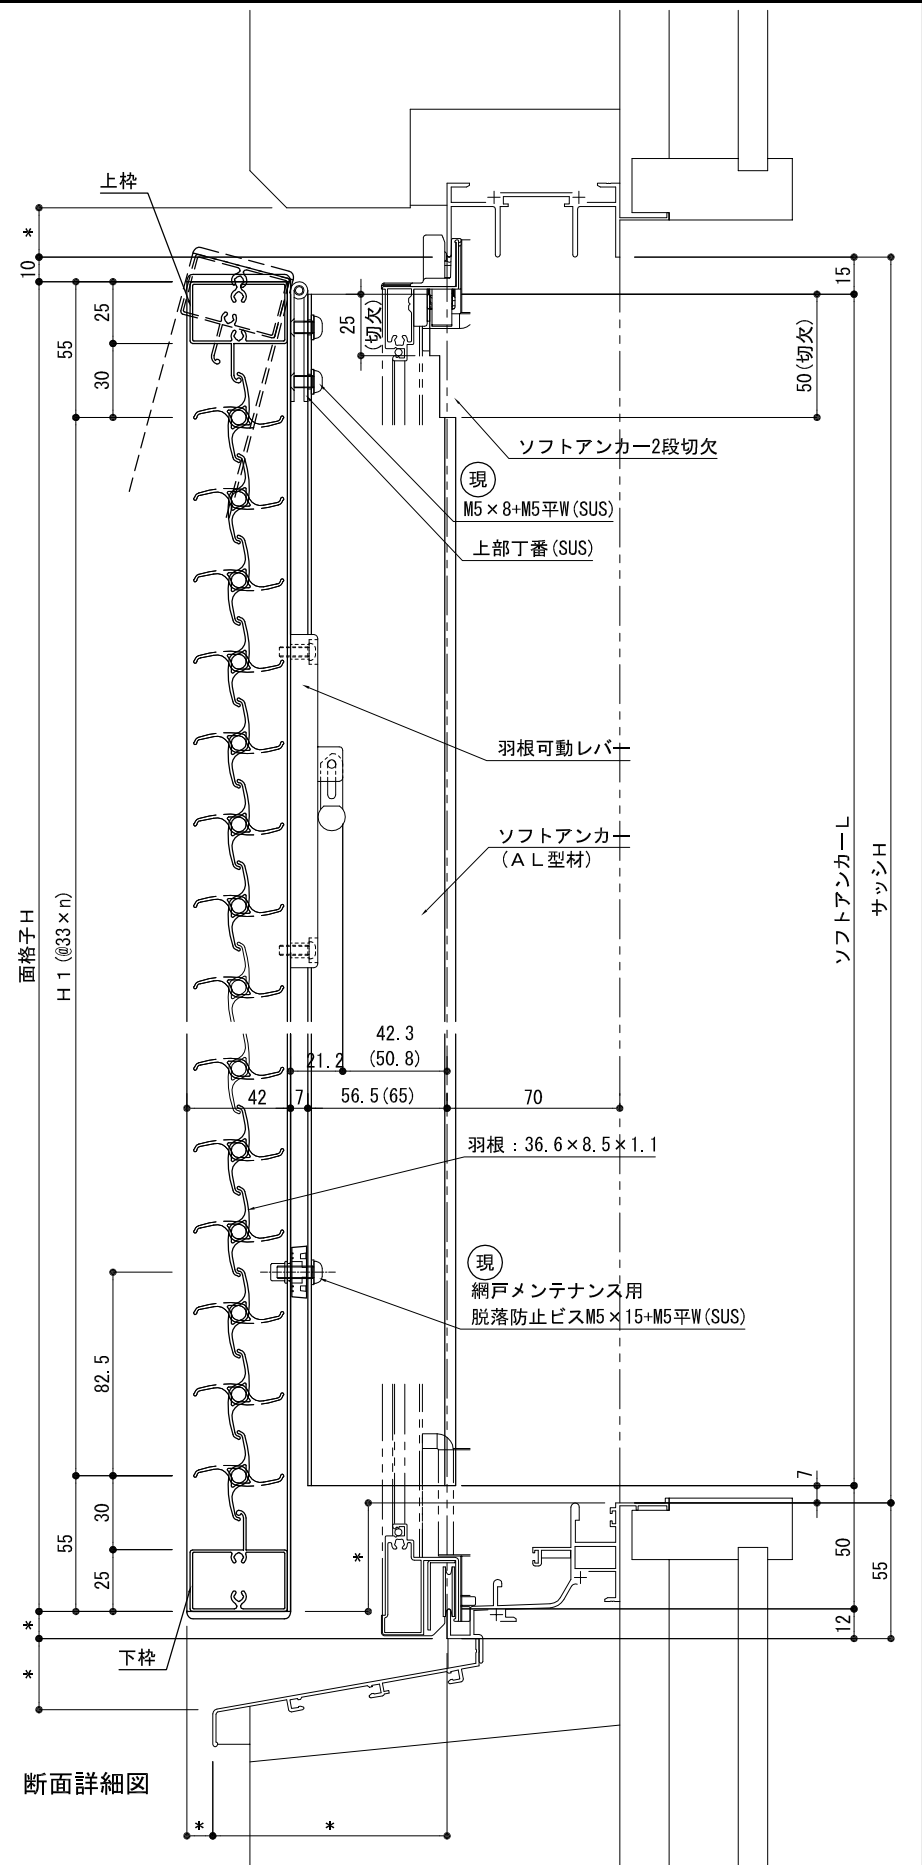 上枠
*
10
55
25
30
25
(切欠)
15
50(切欠)
ソフトアンカー2段切欠
現
M5×8+M5平W(SUS)
上部丁番(SUS)
羽根可動レバー
ソフトアンカー
(AL型材)
面格子H
H1(@33×n)
ソフトアンカーL
サッシH
42.3
21.2
(50.8)
42
7
56.5(65)
70
羽根:36.6×8.5×1.1
現
網戸メンテナンス用
脱落防止ビスM5×15+M5平W(SUS)
82.5
7
30
55
*
50
55
25
*
12
下枠
*
断面詳細図
*
*